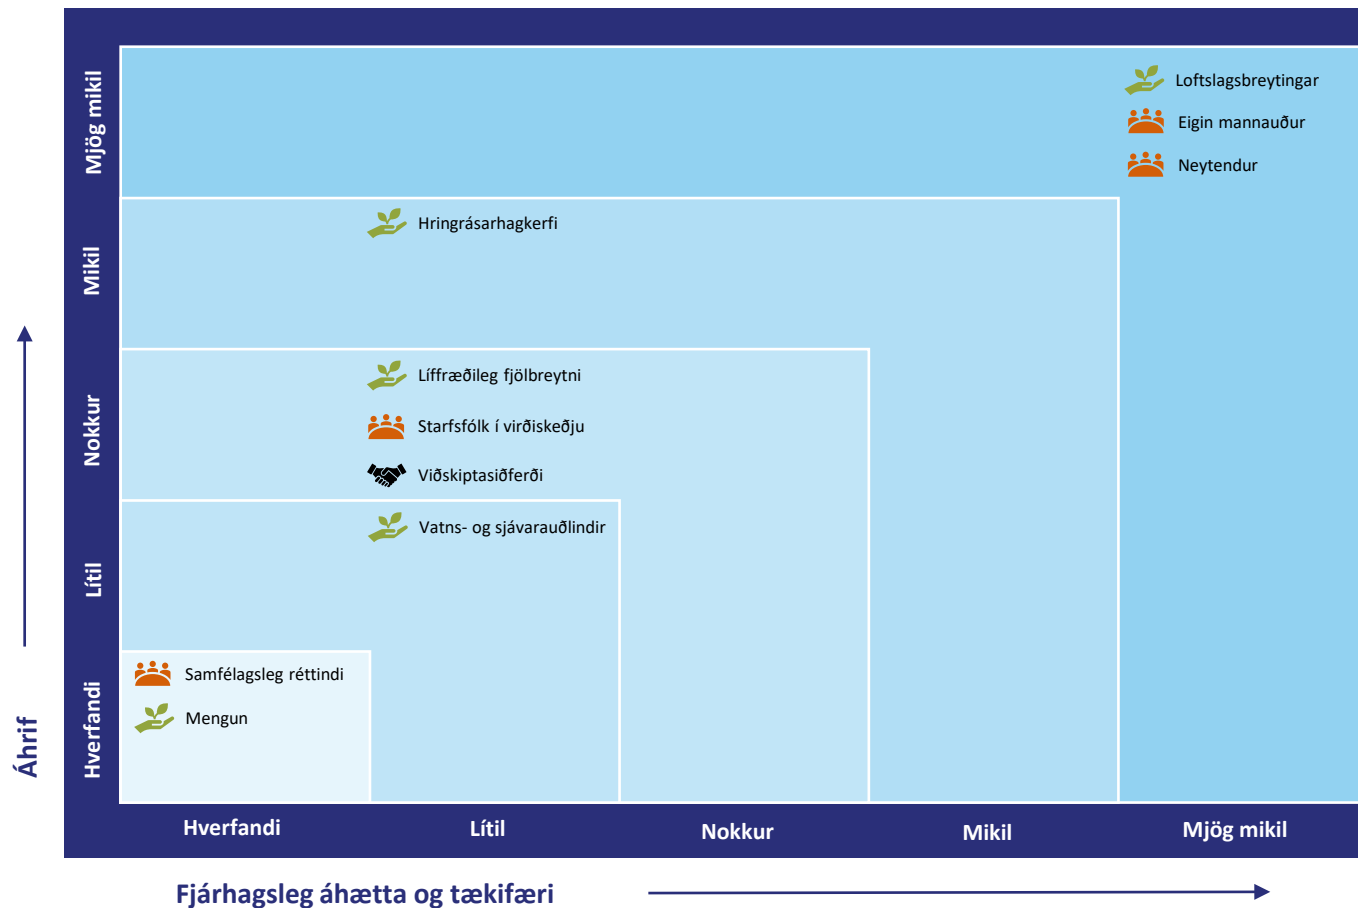 Mjög mikil
Loftslagsbreytingar
Eigin mannauður
Neytendur
Mikil
Hringrásarhagkerfi
Nokkur
Líffræðileg fjölbreytni
Starfsfólk í virðiskeðju
Viðskiptasiðferði
Lítil
Vatns- og sjávarauðlindir
Hverfandi
Samfélagsleg réttindi
Mengun
Áhrif
Hverfandi
Lítil
Nokkur
Mikil
Mjög mikil
Fjárhagsleg áhætta og tækifæri